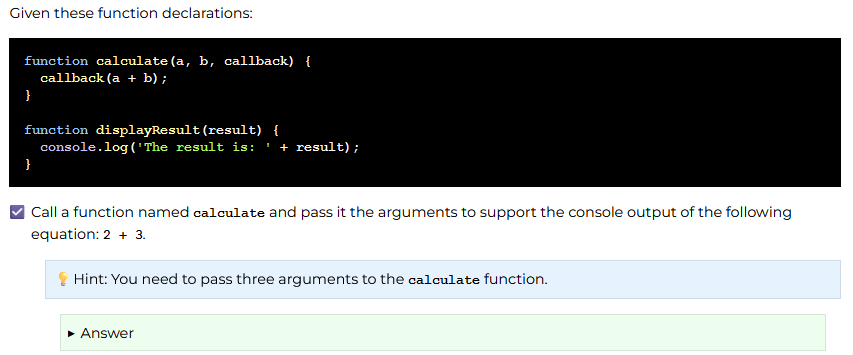 Given these function declarations:
function calculate(a, b, callback) {
  callback(a + b);
}
function displayResult(result) {
  console.log('The result is: ' + result);
}
Call a function named calculate and pass it the arguments to support the console output of the following
equation: 2 + 3.
💡 Hint: You need to pass three arguments to the calculate function.
▸ Answer